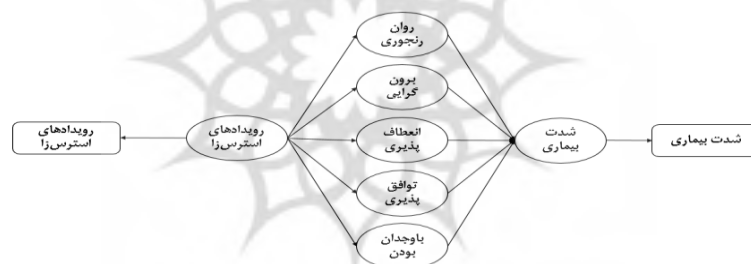 روان
رنجوری
برون
گرایی
رویدادهای
استرس‌زا
رویدادهای
استرس‌زا
انعطاف
پذیری
شدت
بیماری
شدت بیماری
توافق
پذیری
باوجدان
بودن